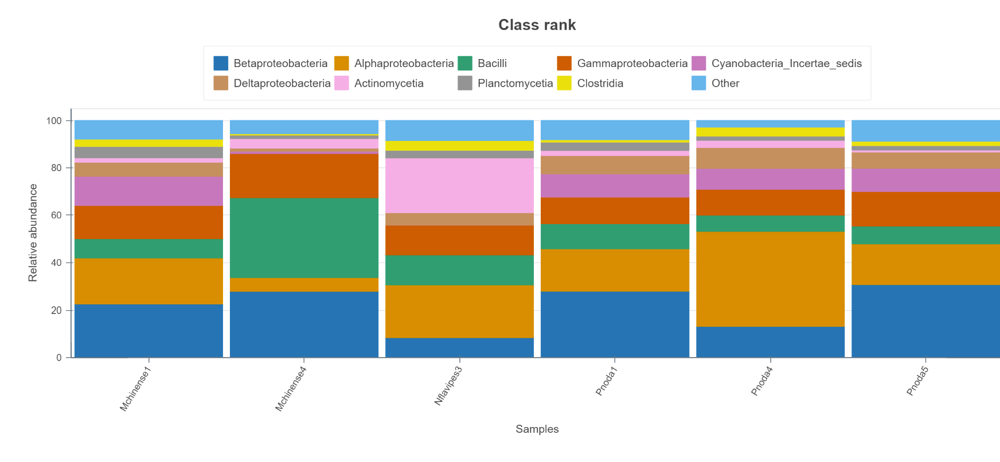 Class rank
Betaproteobacteria Alphaproteobacteria Bacilli Gammaproteobacteria Cyanobacteria_Incertae_sedis
Deltaproteobacteria Actinomycetia Planctomycetia Clostridia Other
Relative abundance
100
80
60
40
20
0
Mchinense1 Mchinense4 Nflavipes3 Pnoda1 Pnoda4 Pnoda5
Samples